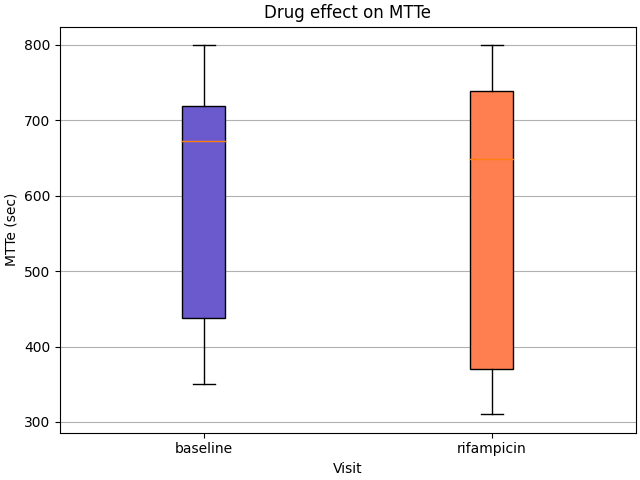 Drug effect on MTTe
800
700
600
500
400
300
MTTe (sec)
baseline
rifampicin
Visit